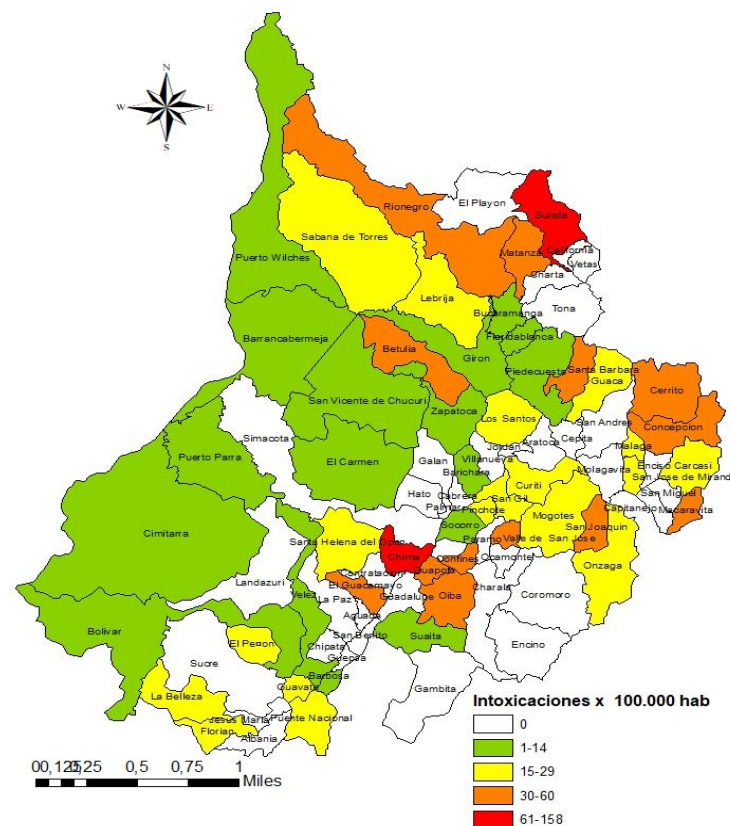 N
W E
S
El Playon
Rionegro
Surata
Sabana de Torres
Matanza
California
Vetas
Charta
Puerto Wilches
Lebrija
Tona
Bucaramanga
Barrancabermeja
Floridablanca
Betulia
Giron
Piedecuesta
Santa Barbara
Guaca
Cerrito
San Vicente de Chucuri
Zapatoca
Los Santos
San Andres
Concepcion
Simacota
Jordan
Aratoca
Cepita
Malaga
Puerto Parra
El Carmen
Galan
Villanueva
Barichara
Molagavita
Enciso
Carcasi
San Jose de Mirand
Hato
Cabrera
Curiti
San Miguel
Palmar
San Gil
Pinchote
Mogotes
Capitanejo
Macaravita
Cimitarra
Socorro
San Joaquin
Santa Helena del Opon
Chima
Paramo
Valle de San Jose
Confines
Ocamonte
Onzaga
Contratacion
Guapota
Landazuri
El Guacamayo
Velez
La Paz
Guadalupe
Oiba
Charala
Coromoro
Aguada
Bolivar
San Benito
Suaita
El Penon
Chipata
Encino
Sucre
Guepsa
Barbosa
Gambita
La Belleza
Guavata
Jesus Maria
Puente Nacional
Florian
Albania
Intoxicaciones x 100.000 hab
0
1-14
15-29
30-60
61-158
00,1250,25 0,5 0,75 1
Miles